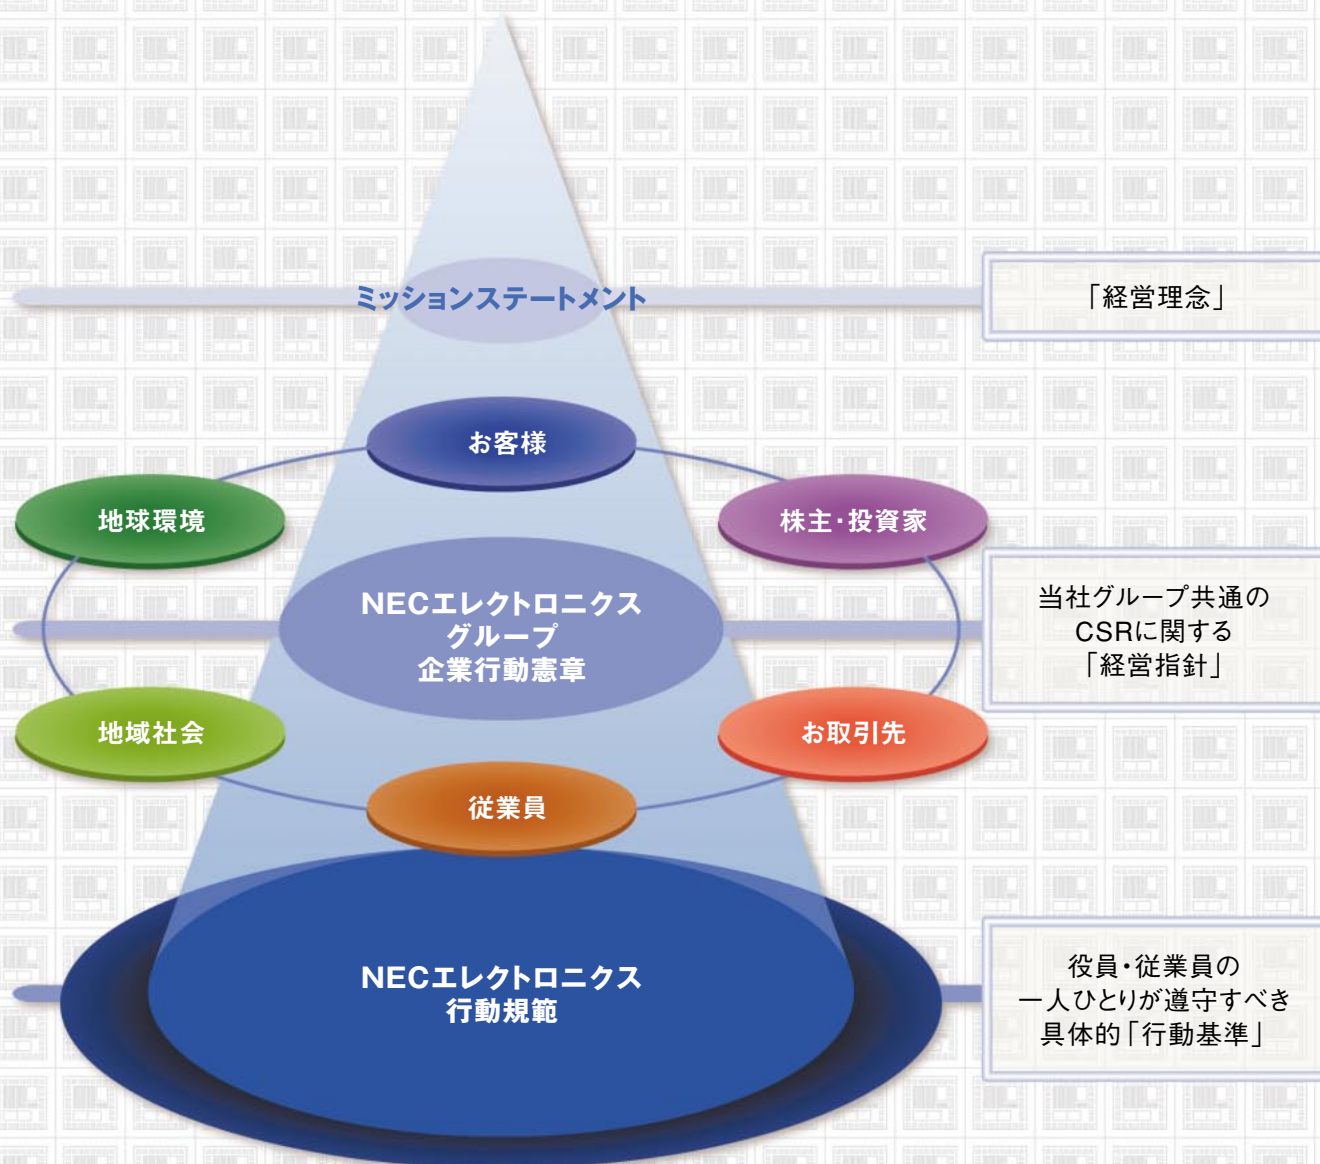 ミッションステートメント
「経営理念」
お客様
地球環境
株主・投資家
NECエレクトロニクス
グループ
企業行動憲章
当社グループ共通の
CSRに関する
「経営指針」
地域社会
お取引先
従業員
NECエレクトロニクス
行動規範
役員・従業員の
一人ひとりが遵守すべき
具体的「行動基準」